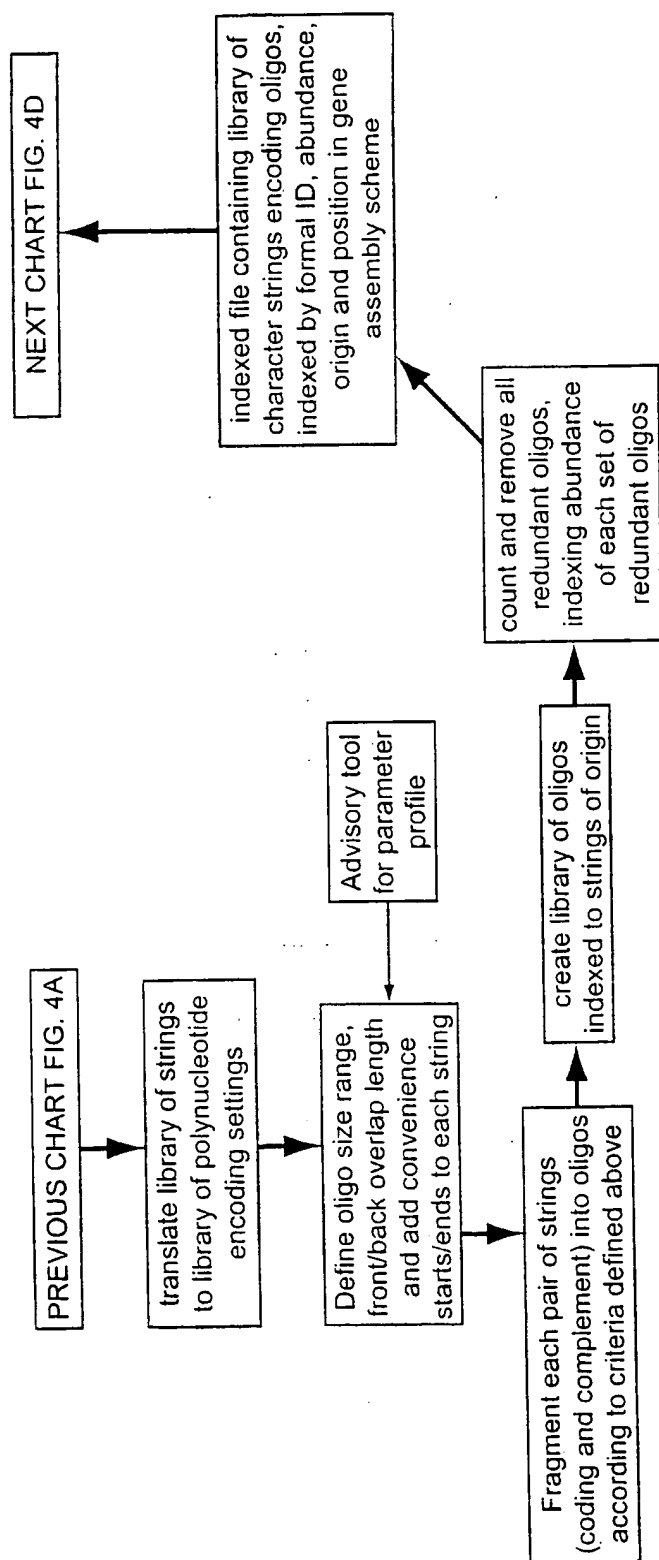 PREVIOUS CHART FIG. 4A
translate library of strings
to library of polynucleotide
encoding settings
Define oligo size range,
front/back overlap length
and add convenience
starts/ends to each string
Advisory tool
for parameter
profile
Fragment each pair of strings
(coding and complement) into oligos
according to criteria defined above
create library of oligos
indexed to strings of origin
count and remove all
redundant oligos,
indexing abundance
of each set of
redundant oligos
indexed file containing library of
character strings encoding oligos,
indexed by formal ID, abundance,
origin and position in gene
assembly scheme
NEXT CHART FIG. 4D